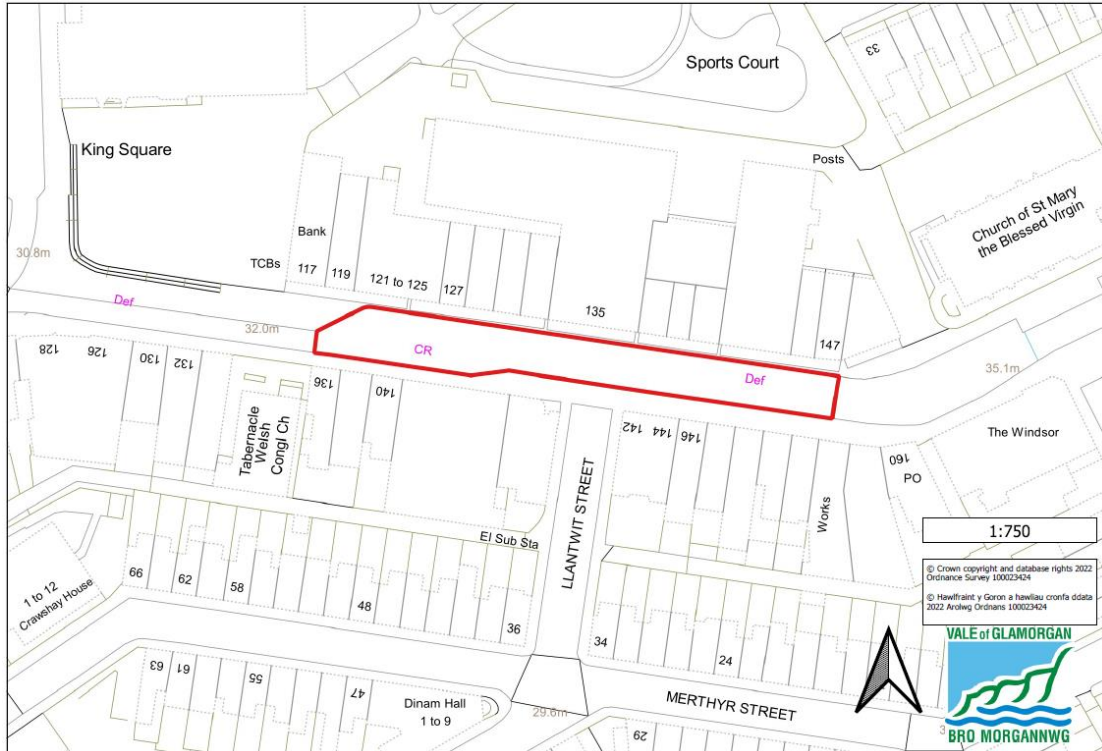 Sports Court
33
King Square
Posts
Church of St Mary
the Blessed Virgin
Bank
TCBs
117
119
121 to 125
127
135
147
30.8m
Def
32.0m
CR
Def
35.1m
128
126
130
132
136
140
142
144
146
160
PO
The Windsor
Tabernacle
Welsh
Congl Ch
El Sub Sta
LLANTWIT STREET
Works
1:750
© Crown copyright and database rights 2022
Ordnance Survey 100023424
© Hawlfraint y Goron a hawliau cronfa ddata
2022 Arolwg Ordnans 100023424
1 to 12
Crawshay House
66
62
58
48
36
34
24
63
61
55
47
Dinam Hall
1 to 9
29.6m
MERTHYR STREET
29
VALE of GLAMORGAN
BRO MORGANNWG